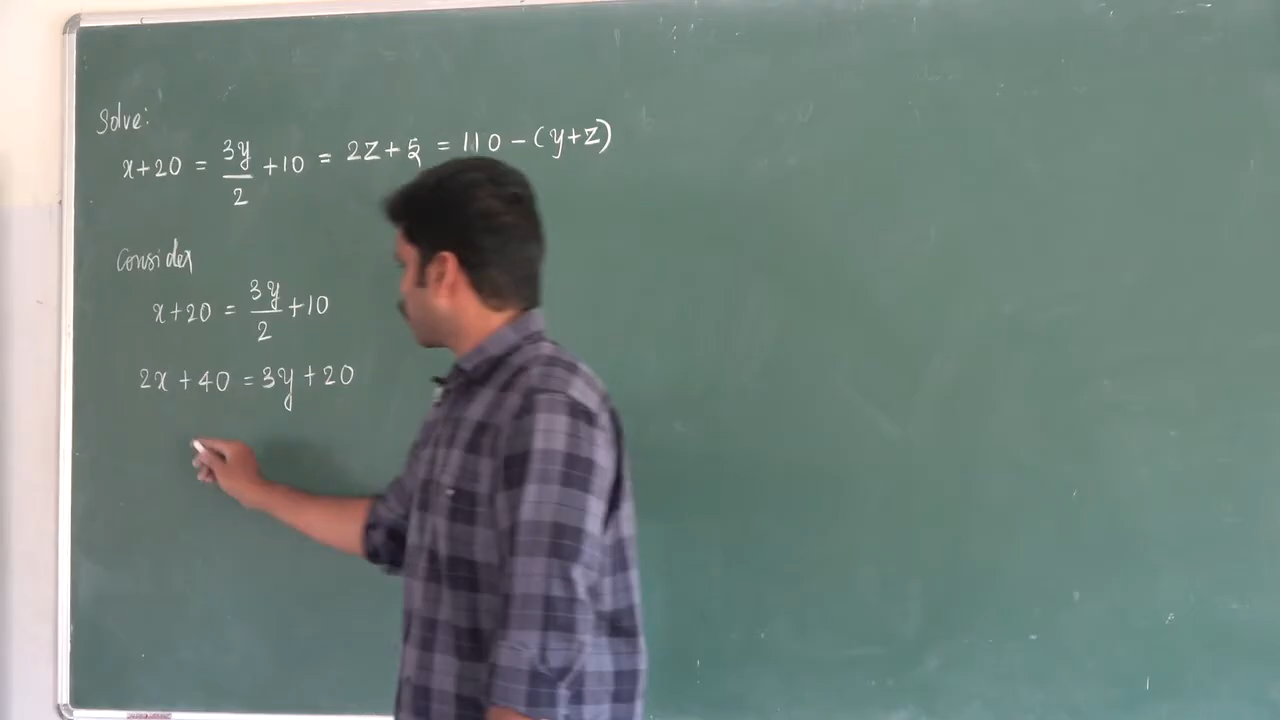 Solve:
x+20 = 3y/2 +10 = 2z+5 = 110-(y+z)
Consider
x+20 = 3y/2 +10
2x+40 = 3y+20